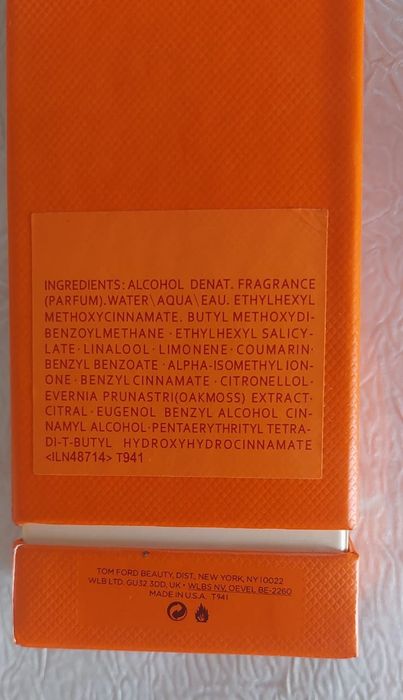 INGREDIENTS: ALCOHOL DENAT. FRAGRANCE
(PARFUM).WATER\AQUA\EAU. ETHYLHEXYL
METHOXYCINNAMATE. BUTYL METHOXYDI-
BENZOYLMETHANE · ETHYLHEXYL SALICY-
LATE · LINALOOL · LIMONENE · COUMARIN·
BENZYL BENZOATE · ALPHA-ISOMETHYL ION-
ONE · BENZYL CINNAMATE · CITRONELLOL·
EVERNIA PRUNASTRI(OAKMOSS) EXTRACT·
CITRAL· EUGENOL BENZYL ALCOHOL CIN-
NAMYL ALCOHOL·PENTAERYTHRITYL TETRA-
DI-T-BUTYL HYDROXYHYDROCINNAMATE
<ILN48714> T941
TOM FORD BEAUTY, DIST. NEW YORK, NY 10022
WLB LTD. GU32 3DD, UK · WLBS NV, OEVEL BE-2260
MADE IN U.S.A. T941